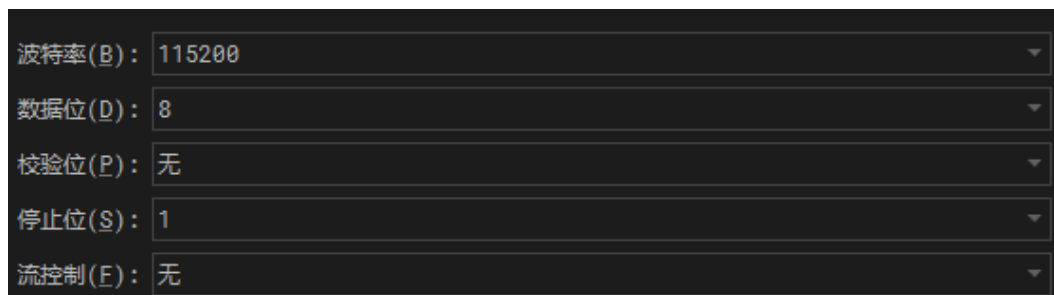 波特率(B): 115200
数据位(D): 8
校验位(P): 无
停止位(S): 1
流控制(F): 无